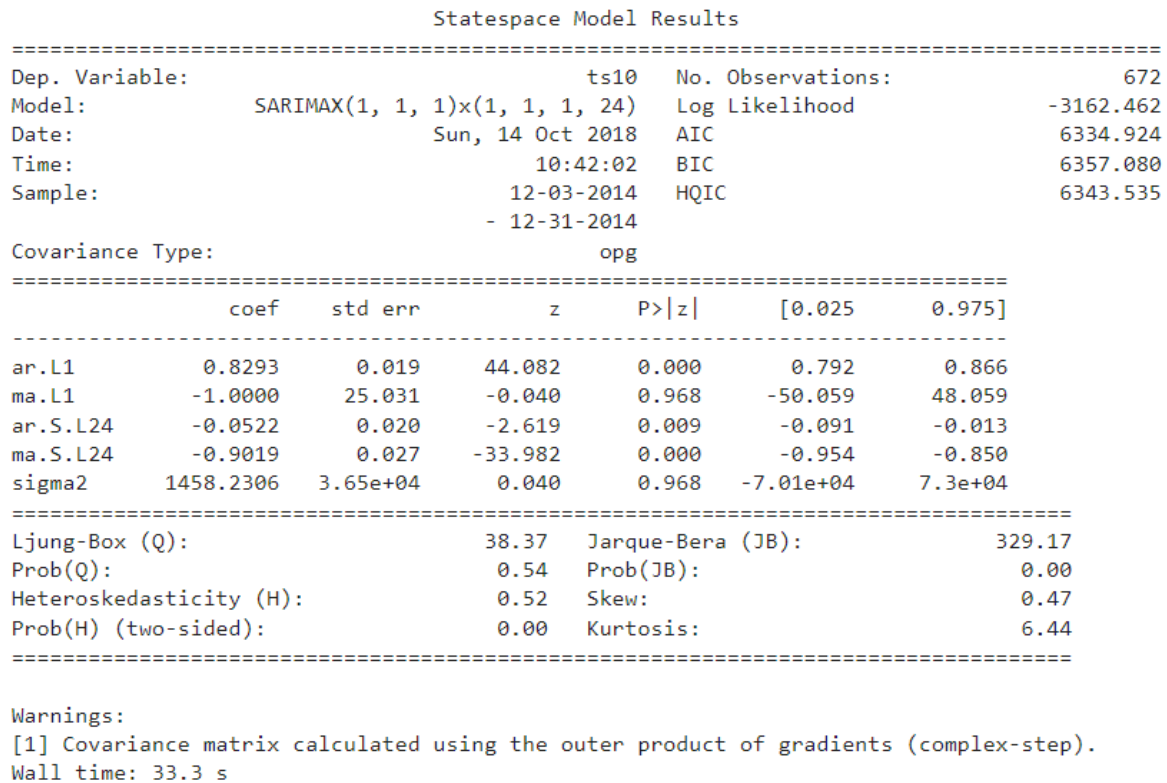 Statespace Model Results
==========================================================================================
Dep. Variable: ts10 No. Observations: 672
Model: SARIMAX(1, 1, 1)x(1, 1, 1, 24) Log Likelihood -3162.462
Date: Sun, 14 Oct 2018 AIC 6334.924
Time: 10:42:02 BIC 6357.080
Sample: 12-03-2014 HQIC 6343.535
- 12-31-2014
Covariance Type: opg
==============================================================================
coef std err z P>|z| [0.025 0.975]
------------------------------------------------------------------------------
ar.L1 0.8293 0.019 44.082 0.000 0.792 0.866
ma.L1 -1.0000 25.031 -0.040 0.968 -50.059 48.059
ar.S.L24 -0.0522 0.020 -2.619 0.009 -0.091 -0.013
ma.S.L24 -0.9019 0.027 -33.982 0.000 -0.954 -0.850
sigma2 1458.2306 3.65e+04 0.040 0.968 -7.01e+04 7.3e+04
===================================================================================
Ljung-Box (Q): 38.37 Jarque-Bera (JB): 329.17
Prob(Q): 0.54 Prob(JB): 0.00
Heteroskedasticity (H): 0.52 Skew: 0.47
Prob(H) (two-sided): 0.00 Kurtosis: 6.44
===================================================================================
Warnings:
[1] Covariance matrix calculated using the outer product of gradients (complex-step).
Wall time: 33.3 s